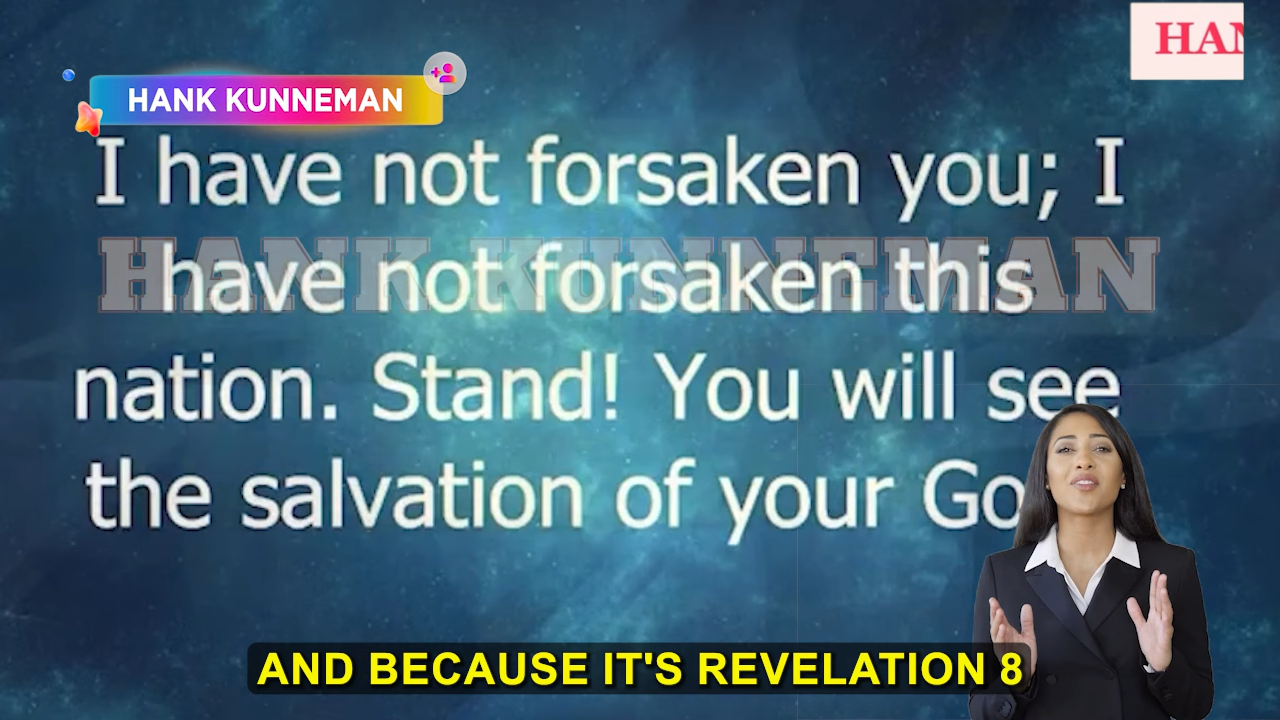 HAN
HANK KUNNEMAN
I have not forsaken you; I
HANK KUNNEMAN
have not forsaken this
nation. Stand! You will see
the salvation of your Go
AND BECAUSE IT'S REVELATION 8